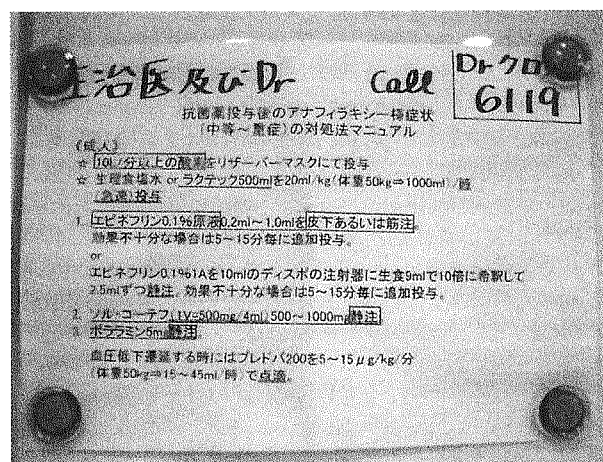 主治医及びDr Call
Drクロ
6119
抗菌薬投与後のアナフィラキシー様症状
(中等~重症)の対処法マニュアル
《成人》
☆ 10l/分以上の酸素をリザーバーマスクにて投与
☆ 生理食塩水 or ラクテック500mlを20ml/kg(体重50kg⇒1000ml)/
(急速)投与
1. エピネフリン0.1%原液0.2ml~1.0mlを皮下あるいは筋注。
効果不十分な場合は5~15分毎に追加投与。
or
エピネフリン0.1%1Aを10mlのディスポの注射器に生食9mlで10倍に希釈して
2.5mlずつ静注。効果不十分な場合は5~15分毎に追加投与。
2. ソル・コーテフ(1V=500mg/4ml)500~1000mg静注
3. ポララミン5mg静注。
血圧低下遷延する時にはプレドパ200を5~15μg/kg/分
(体重50kg⇒15~45ml/時)で点滴。